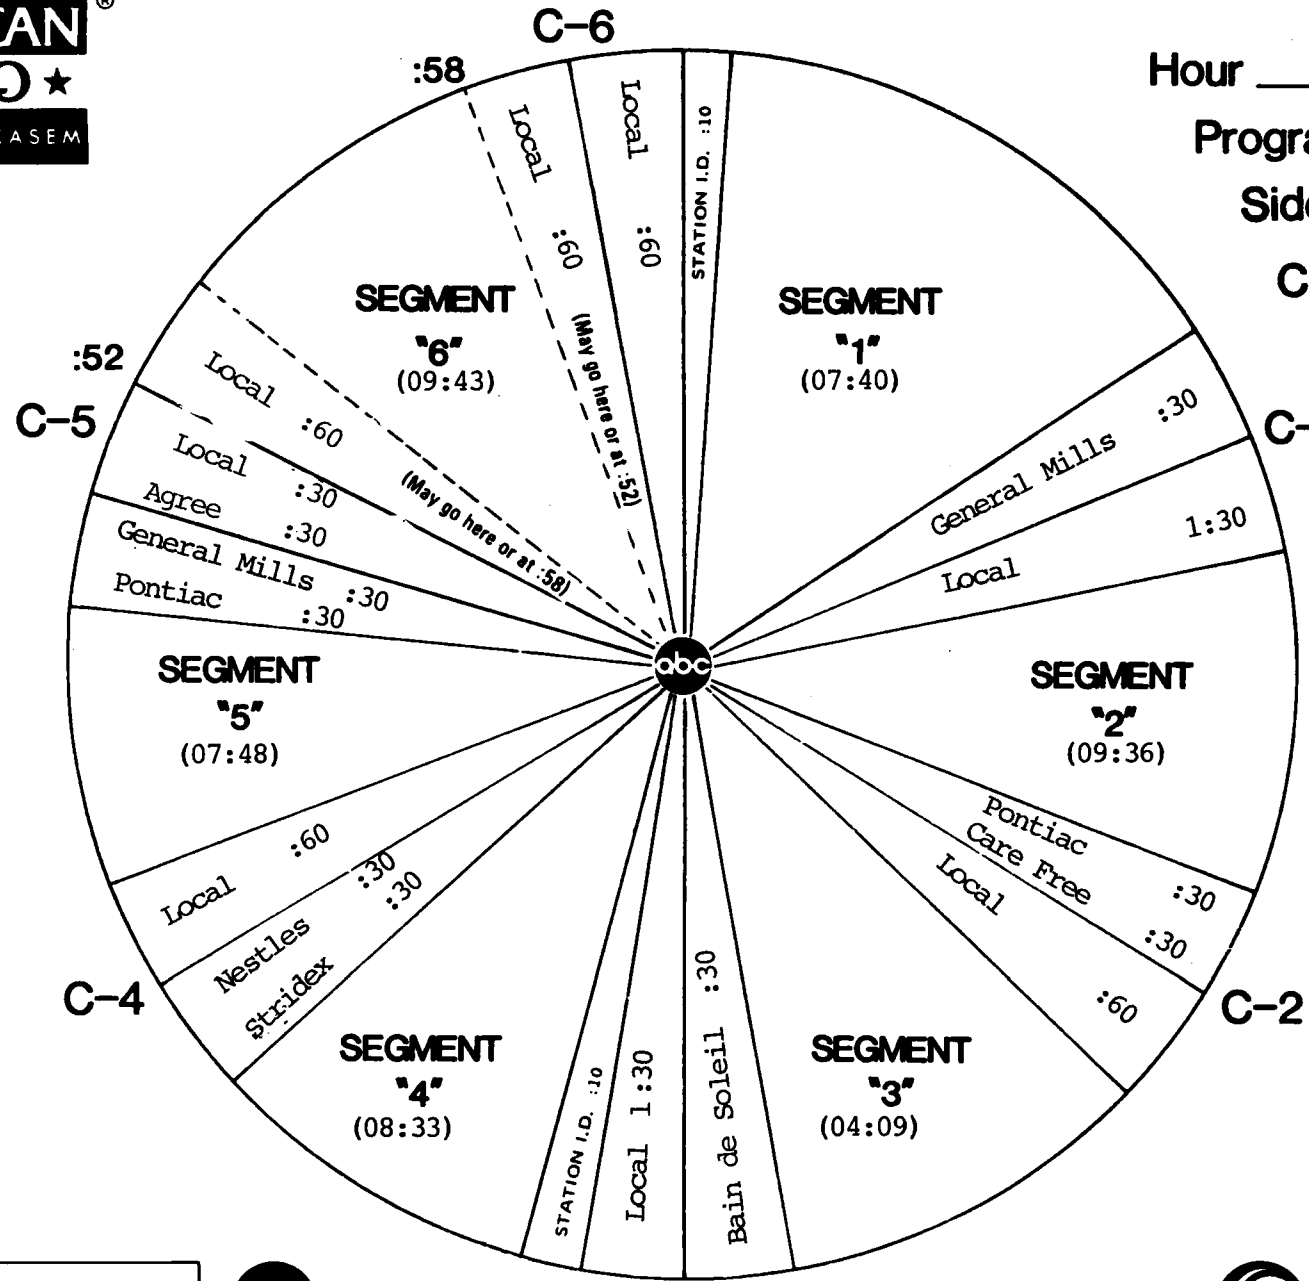 C-6
:58
ASEM
Hour
Local
:60
Local
:60
(May go here or at :52)
STATION I.D. :10
SEGMENT
"1"
(07:40)
General Mills :30
Local 1:30
SEGMENT
"2"
(09:36)
Pontiac :30
Care Free :30
Local :60
C-2
SEGMENT
"3"
(04:09)
Bain de Soleil :30
Local 1:30
STATION I.D. :10
SEGMENT
"4"
(08:33)
Stridex :30
Nestles :30
Local :60
C-4
SEGMENT
"5"
(07:48)
Pontiac :30
General Mills :30
Agree :30
Local :30
C-5
:52
Local :60
(May go here or at :58)
SEGMENT
"6"
(09:43)
abc